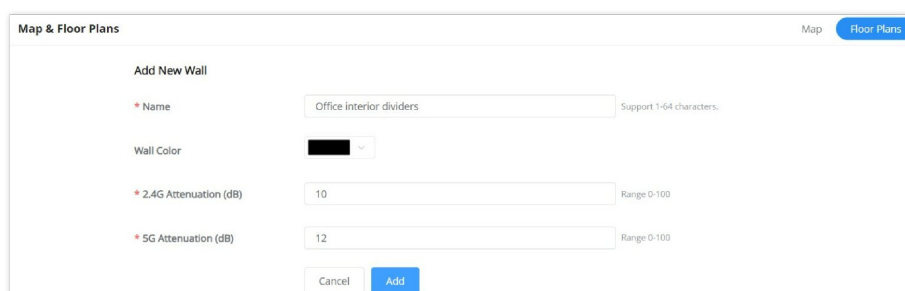 Map & Floor Plans Map Floor Plans
Add New Wall
* Name Office interior dividers Support 1-64 characters.
Wall Color
* 2.4G Attenuation (dB) 10 Range 0-100
* 5G Attenuation (dB) 12 Range 0-100
Cancel Add